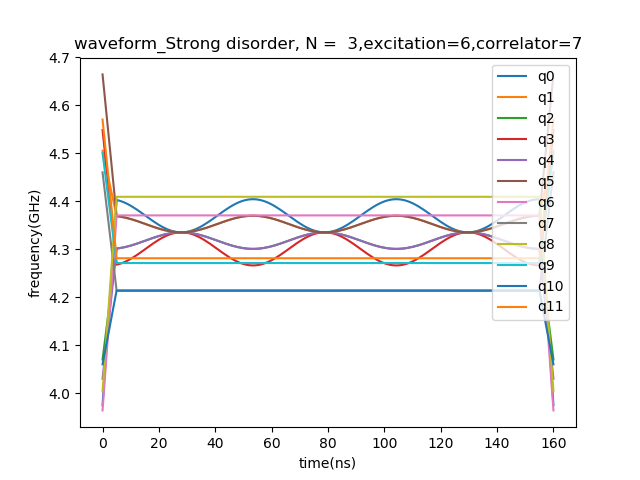 waveform_Strong disorder, N =  3,excitation=6,correlator=7
4.7
4.6
4.5
4.4
4.3
4.2
4.1
4.0
frequency(GHz)
q0
q1
q2
q3
q4
q5
q6
q7
q8
q9
q10
q11
0
20
40
60
80
100
120
140
160
time(ns)